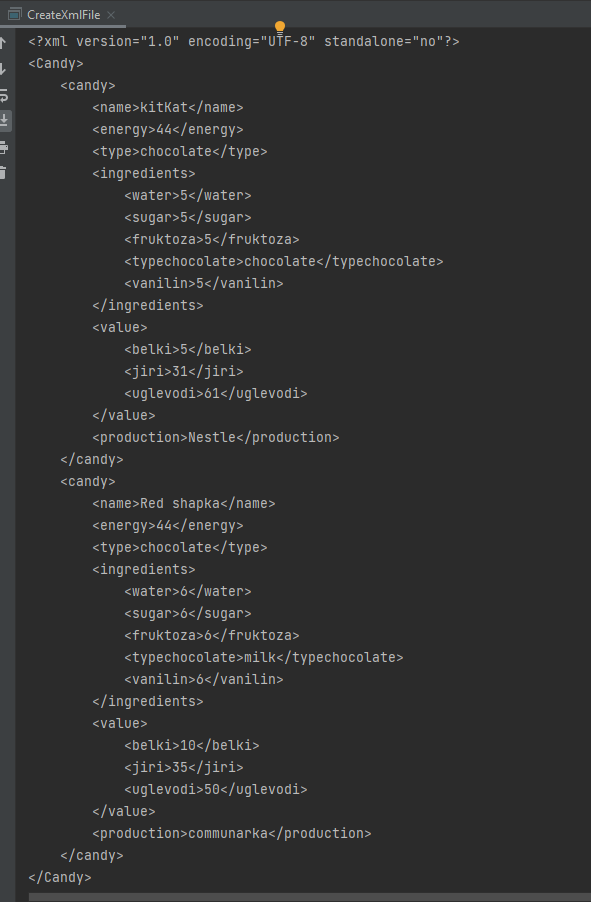 CreateXmlFile
<?xml version="1.0" encoding="UTF-8" standalone="no"?>
<Candy>
    <candy>
        <name>kitKat</name>
        <energy>44</energy>
        <type>chocolate</type>
        <ingredients>
            <water>5</water>
            <sugar>5</sugar>
            <fruktoza>5</fruktoza>
            <typechocolate>chocolate</typechocolate>
            <vanilin>5</vanilin>
        </ingredients>
        <value>
            <belki>5</belki>
            <jiri>31</jiri>
            <uglevodi>61</uglevodi>
        </value>
        <production>Nestle</production>
    </candy>
    <candy>
        <name>Red shapka</name>
        <energy>44</energy>
        <type>chocolate</type>
        <ingredients>
            <water>6</water>
            <sugar>6</sugar>
            <fruktoza>6</fruktoza>
            <typechocolate>milk</typechocolate>
            <vanilin>6</vanilin>
        </ingredients>
        <value>
            <belki>10</belki>
            <jiri>35</jiri>
            <uglevodi>50</uglevodi>
        </value>
        <production>communarka</production>
    </candy>
</Candy>